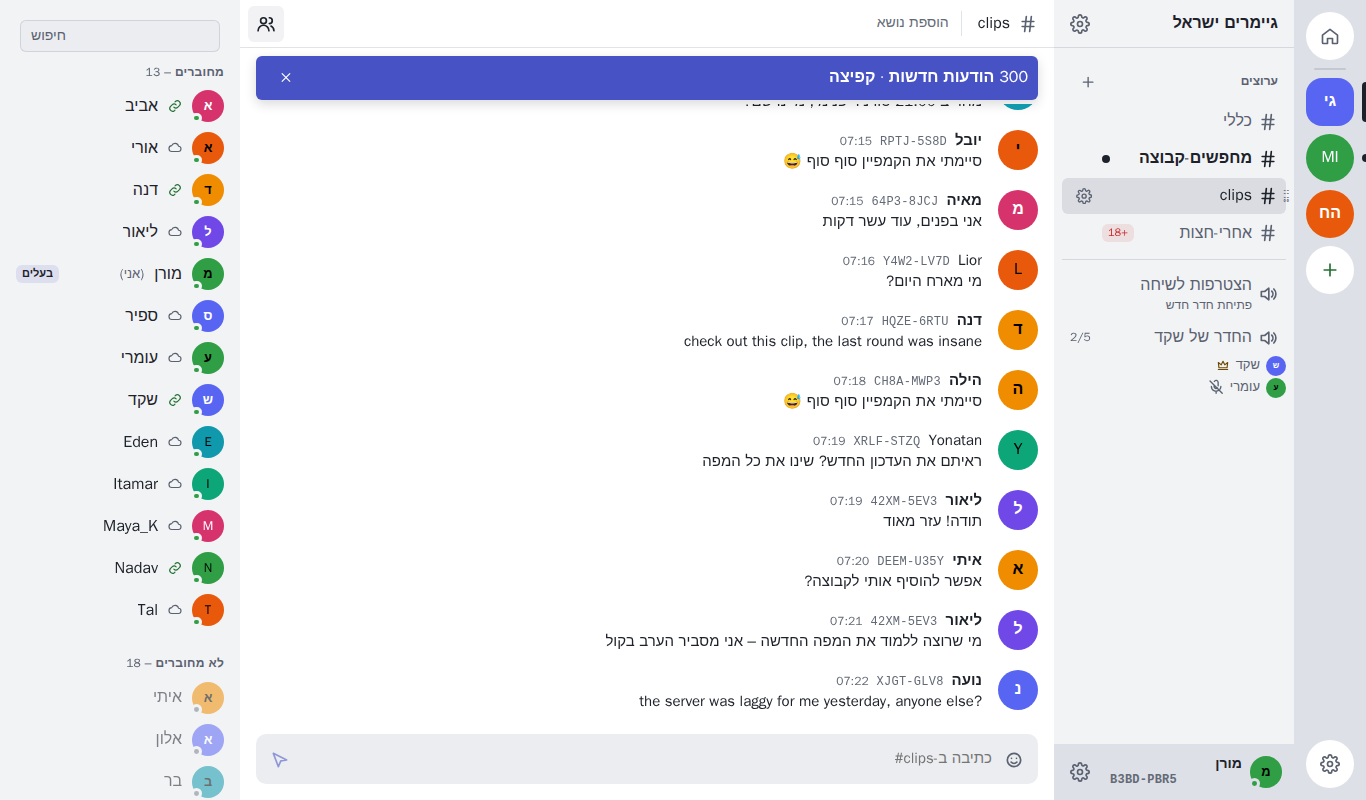 גי
MI
הח
גיימרים ישראל
ערוצים
כללי
מחפשים-קבוצה
clips
אחרי-חצות
18+
הצטרפות לשיחה
פתיחת חדר חדש
החדר של שקד
2/5
ש
שקד
ע
עומרי
מ
מורן
B3BD-PBR5
clips
הוספת נושא
300 הודעות חדשות · קפיצה
י
יובל RPTJ-5S8D 07:15
סיימתי את הקמפיין סוף סוף 😅
מ
מאיה 64P3-8JCJ 07:15
אני בפנים, עוד עשר דקות
L
Lior Y4W2-LV7D 07:16
מי מארח היום?
ד
דנה HQZE-6RTU 07:17
check out this clip, the last round was insane
ה
הילה CH8A-MWP3 07:18
סיימתי את הקמפיין סוף סוף 😅
Y
Yonatan XRLF-STZQ 07:19
ראיתם את העדכון החדש? שינו את כל המפה
ל
ליאור 42XM-5EV3 07:19
תודה! עזר מאוד
א
איתי DEEM-U35Y 07:20
אפשר להוסיף אותי לקבוצה?
ל
ליאור 42XM-5EV3 07:21
מי שרוצה ללמוד את המפה החדשה – אני מסביר הערב בקול
נ
נועה XJGT-GLV8 07:22
the server was laggy for me yesterday, anyone else?
כתיבה ב-#clips
חיפוש
מחוברים – 13
א
אביב
א
אורי
ד
דנה
ל
ליאור
מ
מורן (אני) בעלים
ס
ספיר
ע
עומרי
ש
שקד
E
Eden
I
Itamar
M
Maya_K
N
Nadav
T
Tal
לא מחוברים – 18
א
איתי
א
אלון
ב
בר